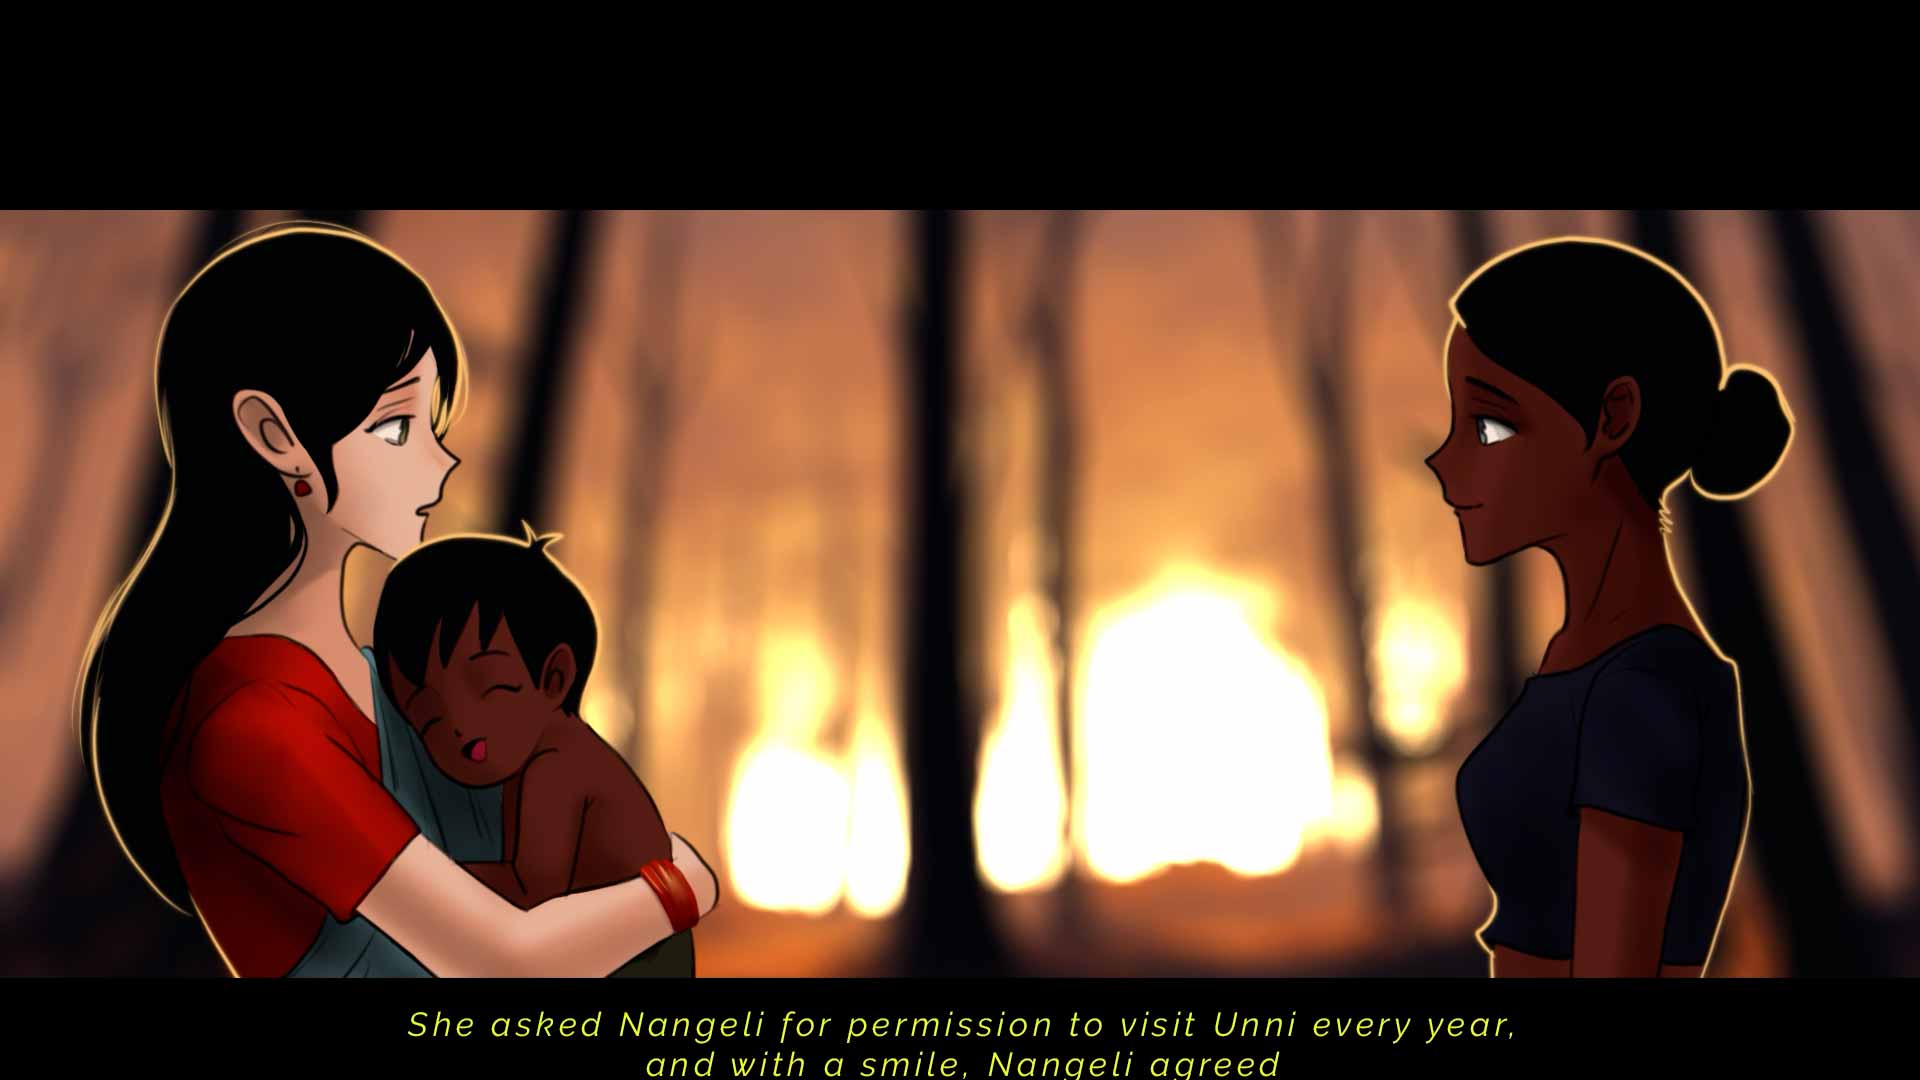 She asked Nangeli for permission to visit Unni every year,
and with a smile, Nangeli agreed